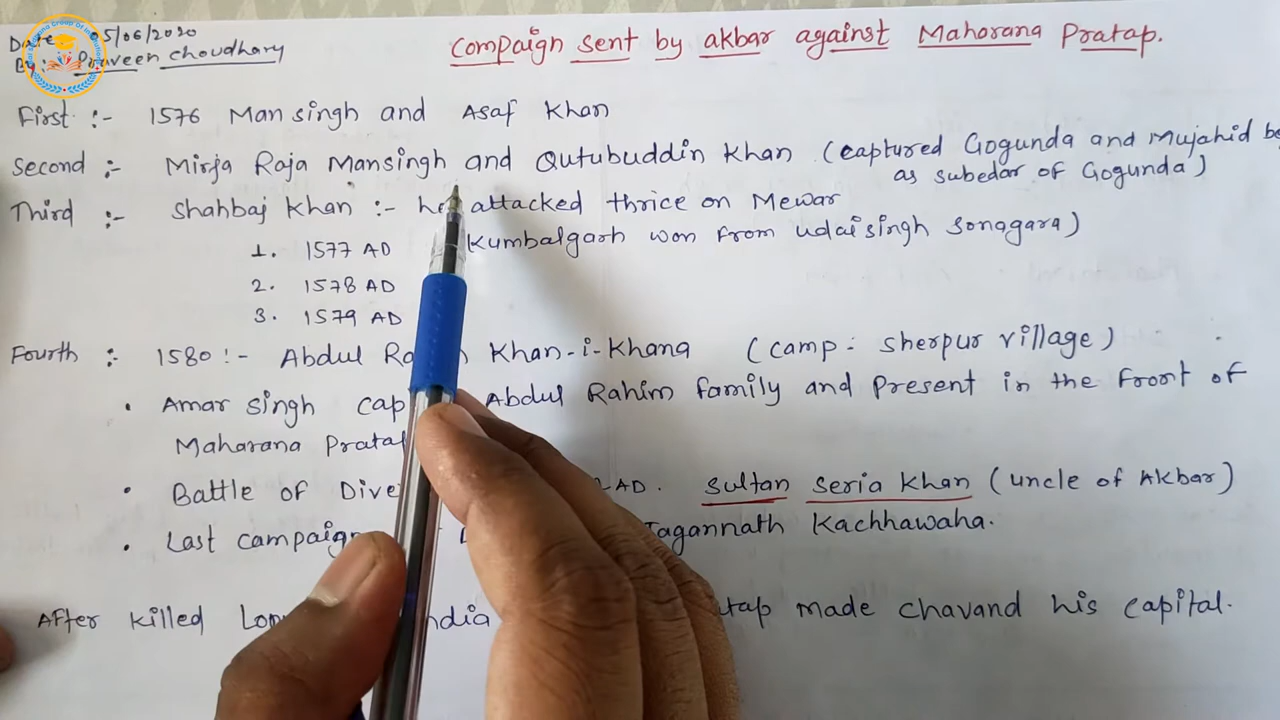 Date 05/06/2020
By: Praveen choudhary
Compaign sent by akbar against Maharana Pratap.
First :- 1576 Man singh and Asaf Khan
Second :- Mirja Raja Mansingh and Qutubuddin Khan (captured Gogunda and Mujahid be
as subedar of Gogunda)
Third :- Shahbaj Khan :- he attacked thrice on Mewar
1. 1577 AD Kumbalgarh won from udaisingh sonagara)
2. 1578 AD
3. 1579 AD
Fourth :- 1580 :- Abdul Khan-i-Khana (camp : sherpur village)
• Amar singh cap Abdul Rahim family and present in the front of
Maharana Pratap
• Battle of Dive AD. Sultan Seria Khan (uncle of Akbar)
• Last campaign Jagannath Kachhawaha.
After killed made chavand his capital.